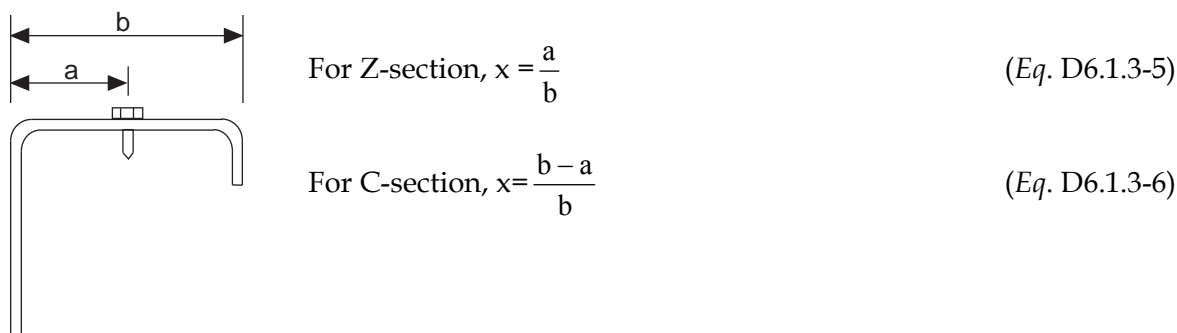 b
a
For Z-section, x = a/b (Eq. D6.1.3-5)
For C-section, x= b – a/b (Eq. D6.1.3-6)